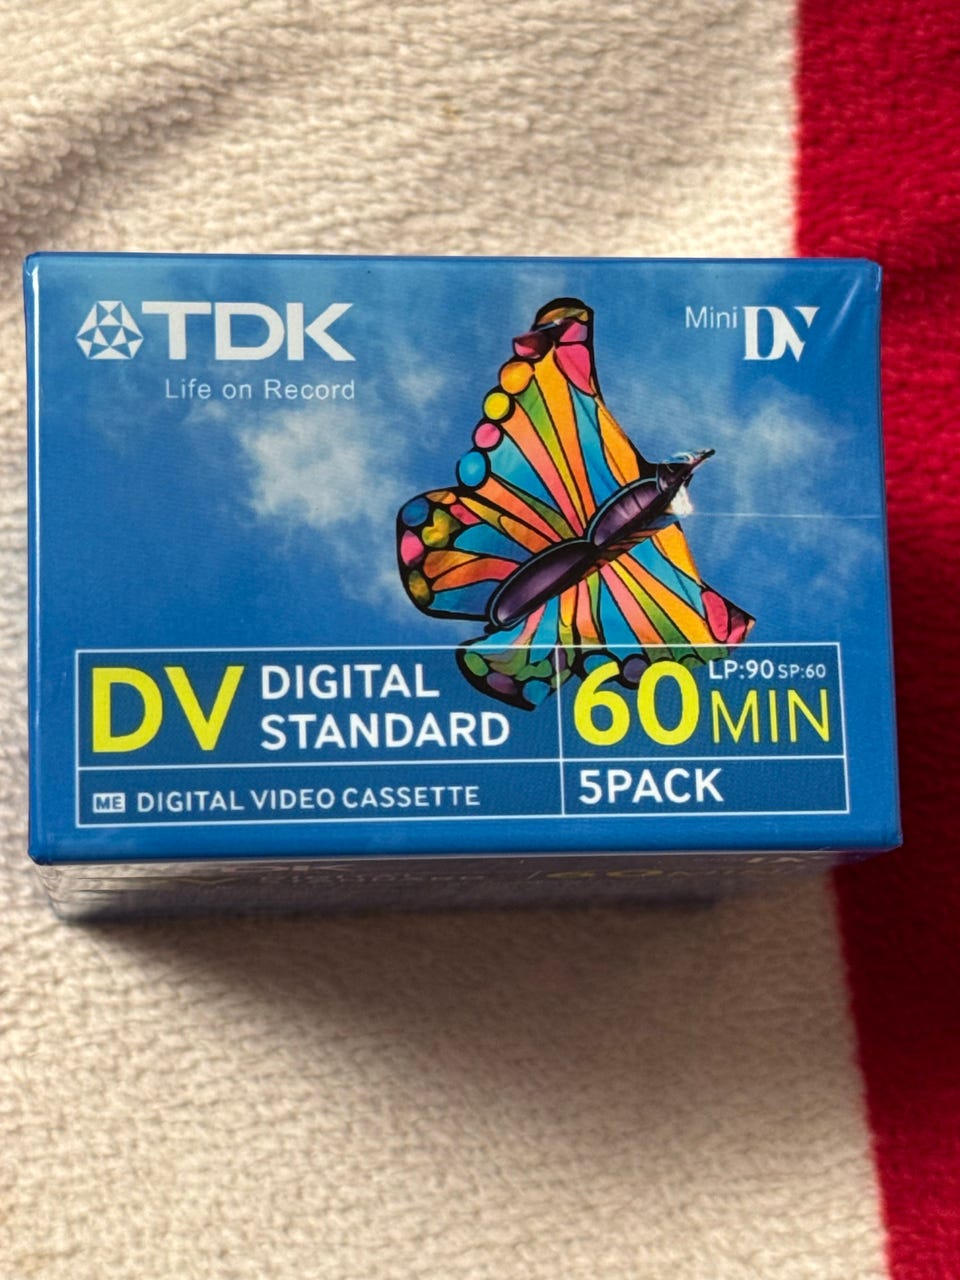 TDK
Life on Record
Mini DV
DV DIGITAL STANDARD
60 MIN
LP:90 SP:60
ME DIGITAL VIDEO CASSETTE
5PACK